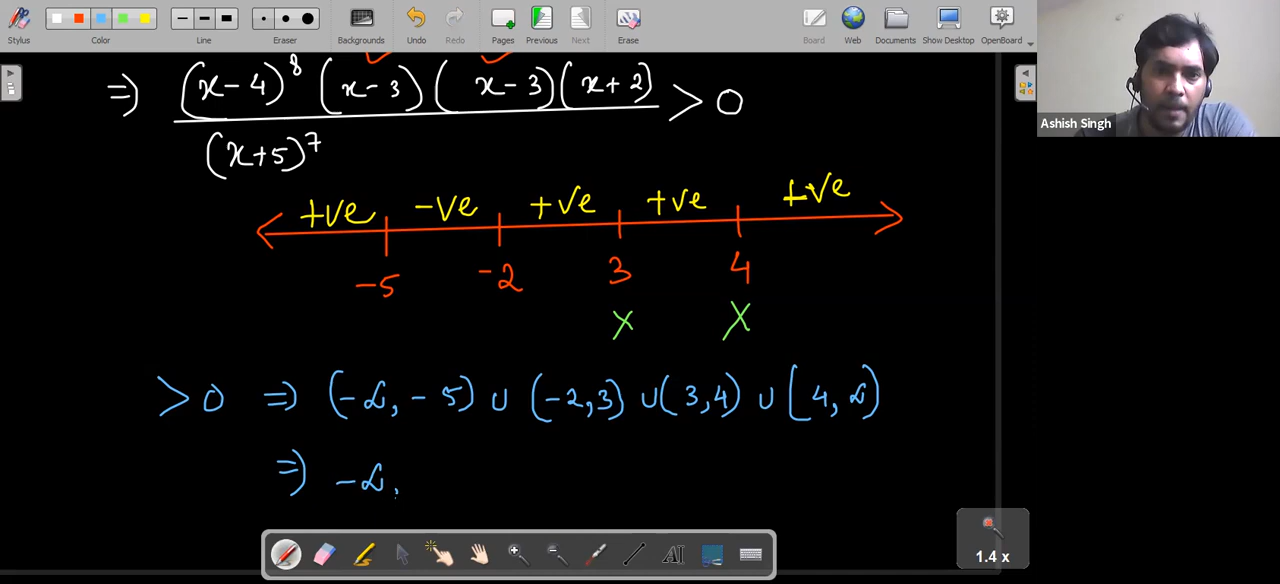 Stylus Color Line Eraser Backgrounds Undo Redo Pages Previous Next Erase Board Web Documents Show Desktop OpenBoard
Ashish Singh
⇒ (x-4)^8 (x-3)(x-3)(x+2) / (x+5)^7 > 0
+ve -ve +ve +ve +ve
-5 -2 3 4
x x
> 0 ⇒ (-∞, -5) ∪ (-2,3) ∪ (3,4) ∪ [4, ∞)
⇒ -∞,
AI
1.4 x